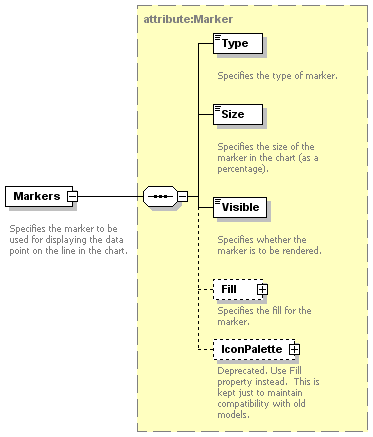 attribute:Marker
Type
Specifies the type of marker.
Size
Specifies the size of the
marker in the chart (as a
percentage).
Markers
Specifies the marker to be
used for displaying the data
point on the line in the chart.
Visible
Specifies whether the
marker is to be rendered.
Fill
Specifies the fill for the
marker.
IconPalette
Deprecated. Use Fill
property instead.  This is
kept just to maintain
compatibility with old
models.